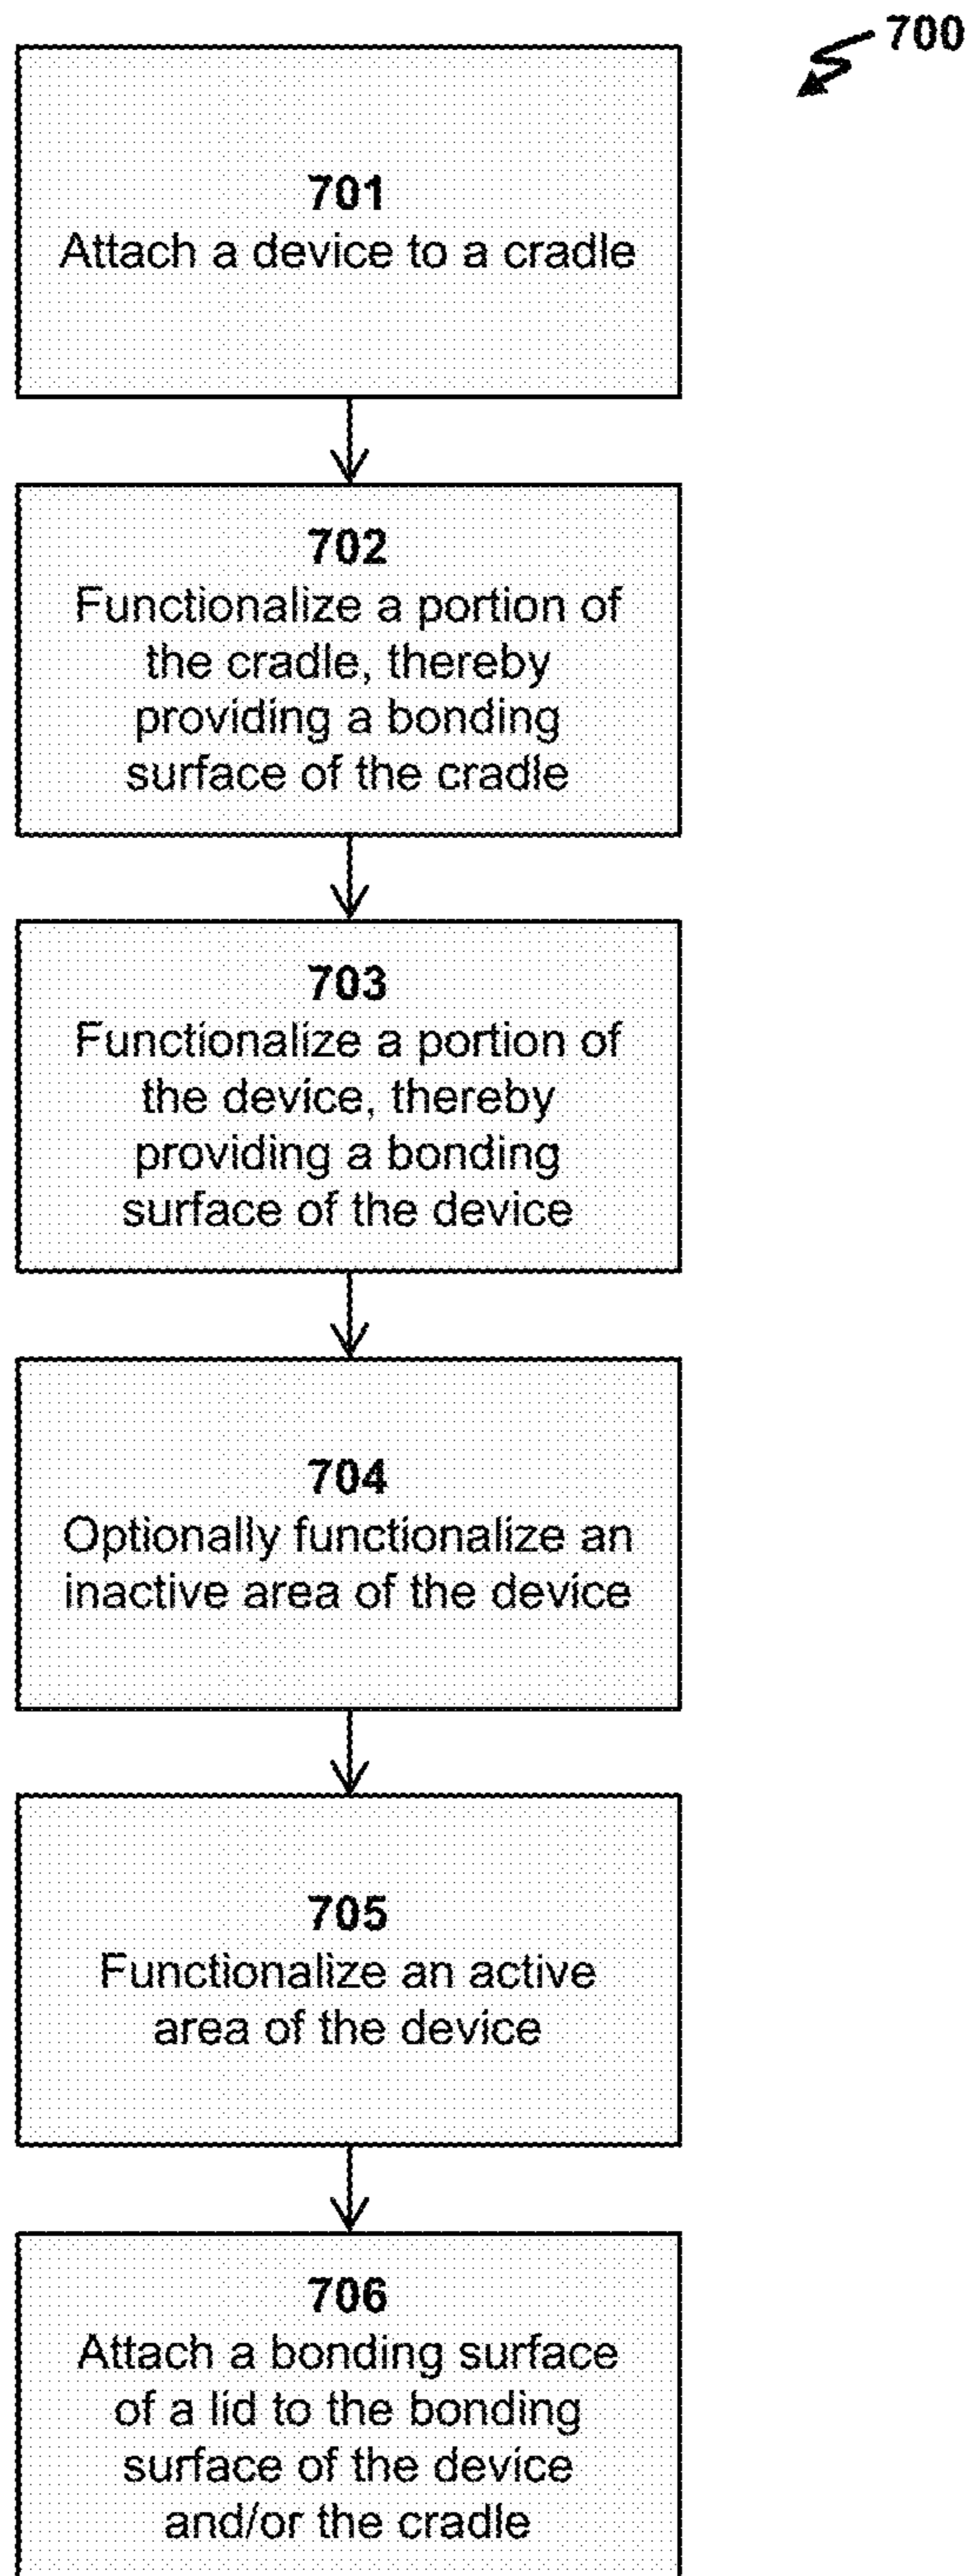 700
701
Attach a device to a cradle
702
Functionalize a portion of
the cradle, thereby
providing a bonding
surface of the cradle
703
Functionalize a portion of
the device, thereby
providing a bonding
surface of the device
704
Optionally functionalize an
inactive area of the device
705
Functionalize an active
area of the device
706
Attach a bonding surface
of a lid to the bonding
surface of the device
and/or the cradle